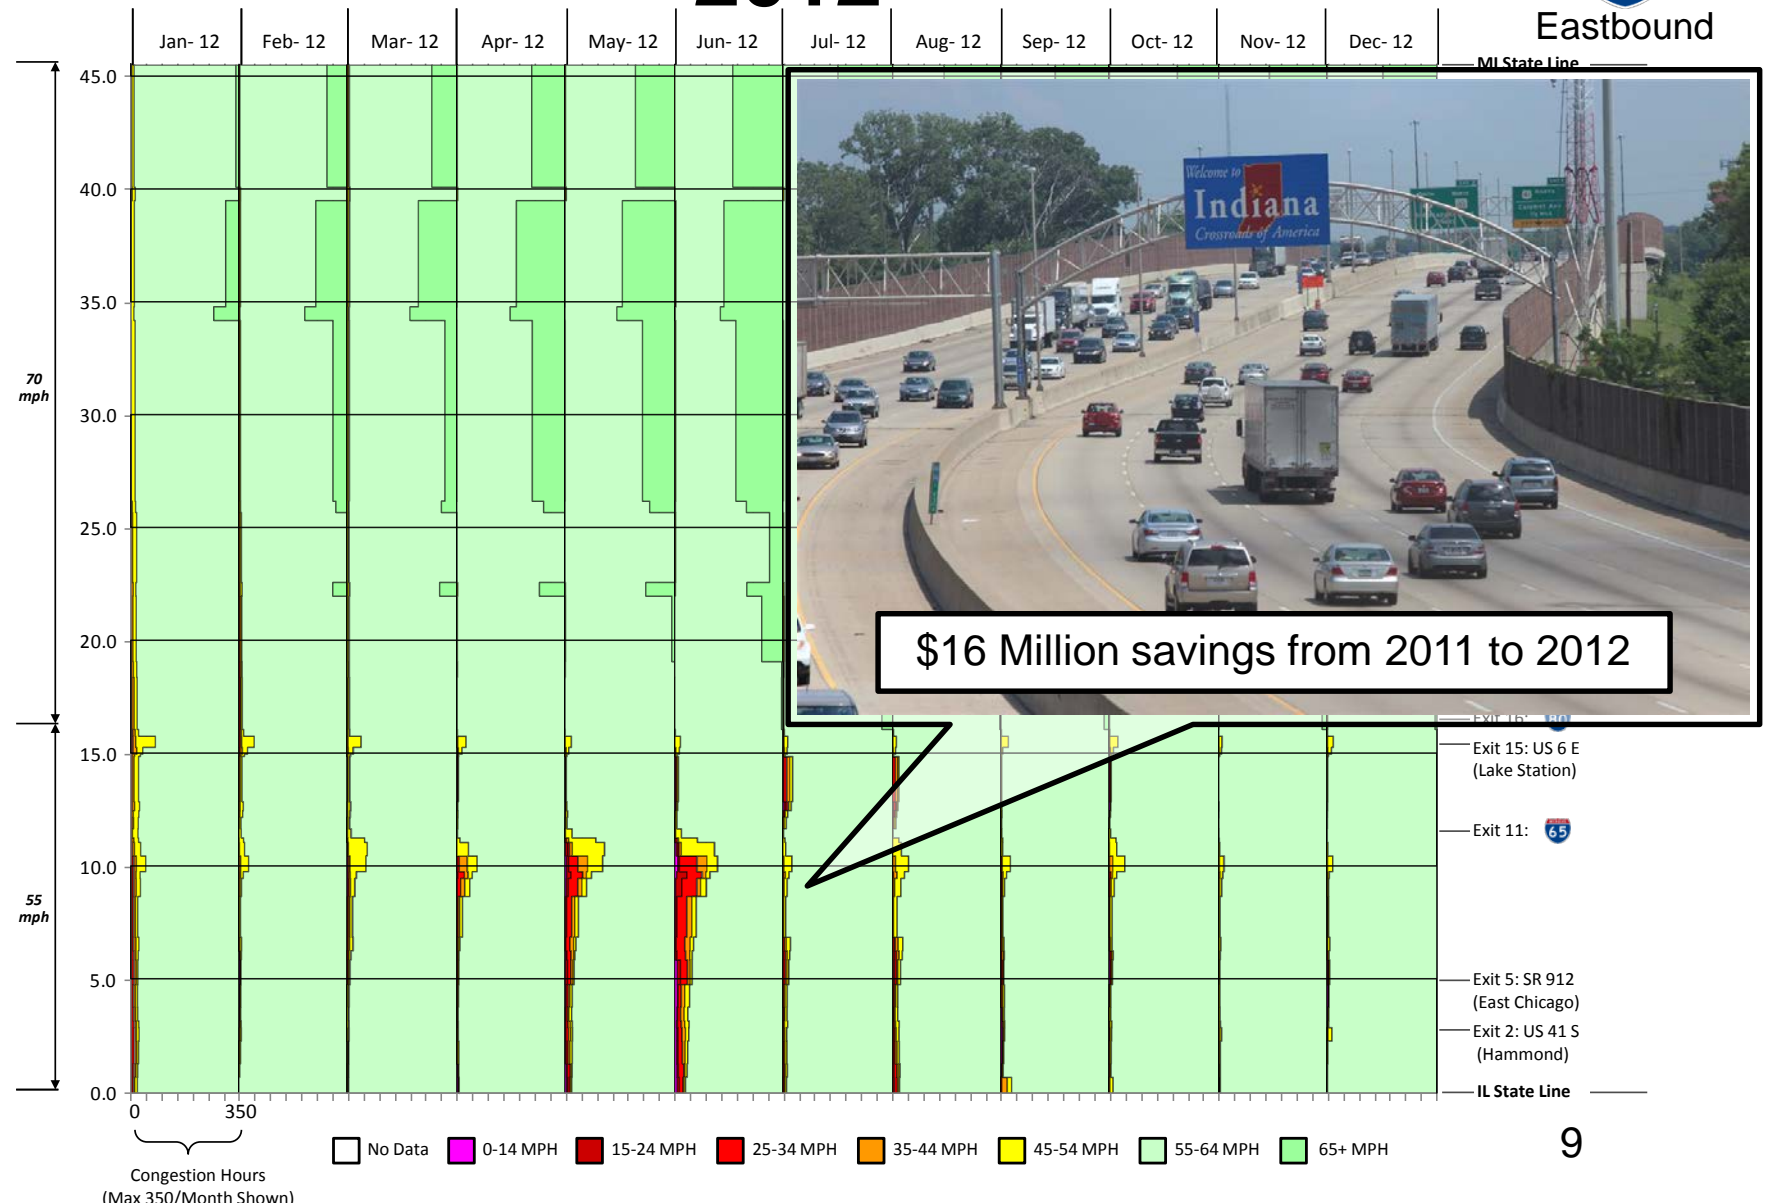 2012
Eastbound
Jan- 12
Feb- 12
Mar- 12
Apr- 12
May- 12
Jun- 12
Jul- 12
Aug- 12
Sep- 12
Oct- 12
Nov- 12
Dec- 12
MI State Line
45.0
40.0
35.0
30.0
25.0
20.0
15.0
10.0
5.0
0.0
70
mph
55
mph
Welcome to
Indiana
Crossroads of America
$16 Million savings from 2011 to 2012
Exit 16:
Exit 15: US 6 E
(Lake Station)
Exit 11: 65
Exit 5: SR 912
(East Chicago)
Exit 2: US 41 S
(Hammond)
IL State Line
0
350
Congestion Hours
(Max 350/Month Shown)
No Data
0-14 MPH
15-24 MPH
25-34 MPH
35-44 MPH
45-54 MPH
55-64 MPH
65+ MPH
9